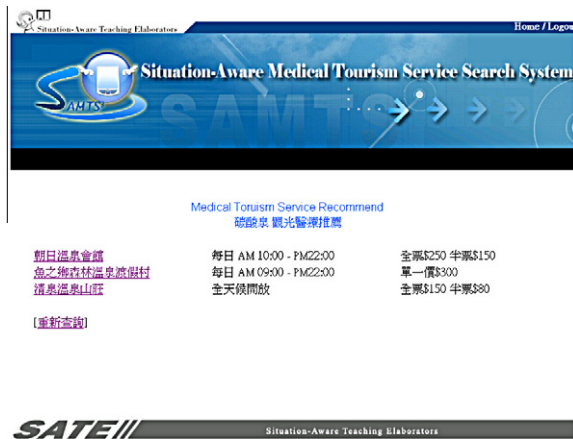 Situation-Aware Teaching Elaborators
Home / Logou
Situation-Aware Medical Tourism Service Search System
SAMTS
SAMTS
Medical Toruism Service Recommend
碳酸泉 觀光醫療推薦
朝日溫泉會館 每日 AM 10:00 - PM22:00 全票$250 半票$150
魚之鄉森林溫泉渡假村 每日 AM 09:00 - PM22:00 單一價$300
清泉溫泉山莊 全天候開放 全票$150 半票$80
[重新查詢]
SATE
Situation-Aware Teaching Elaborators